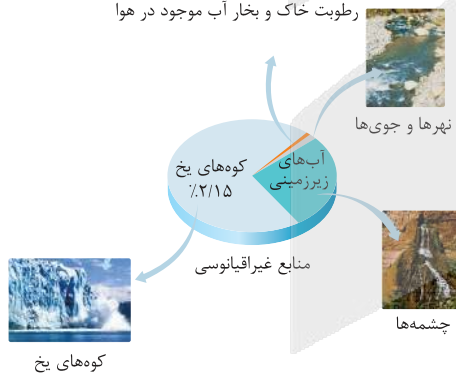 رطوبت خاک و بخار آب موجود در هوا
نهرها و جوی‌ها
آب‌های
زیرزمینی
کوه‌های یخ
٪۲/۱۵
منابع غیراقیانوسی
چشمه‌ها
کوه‌های یخ